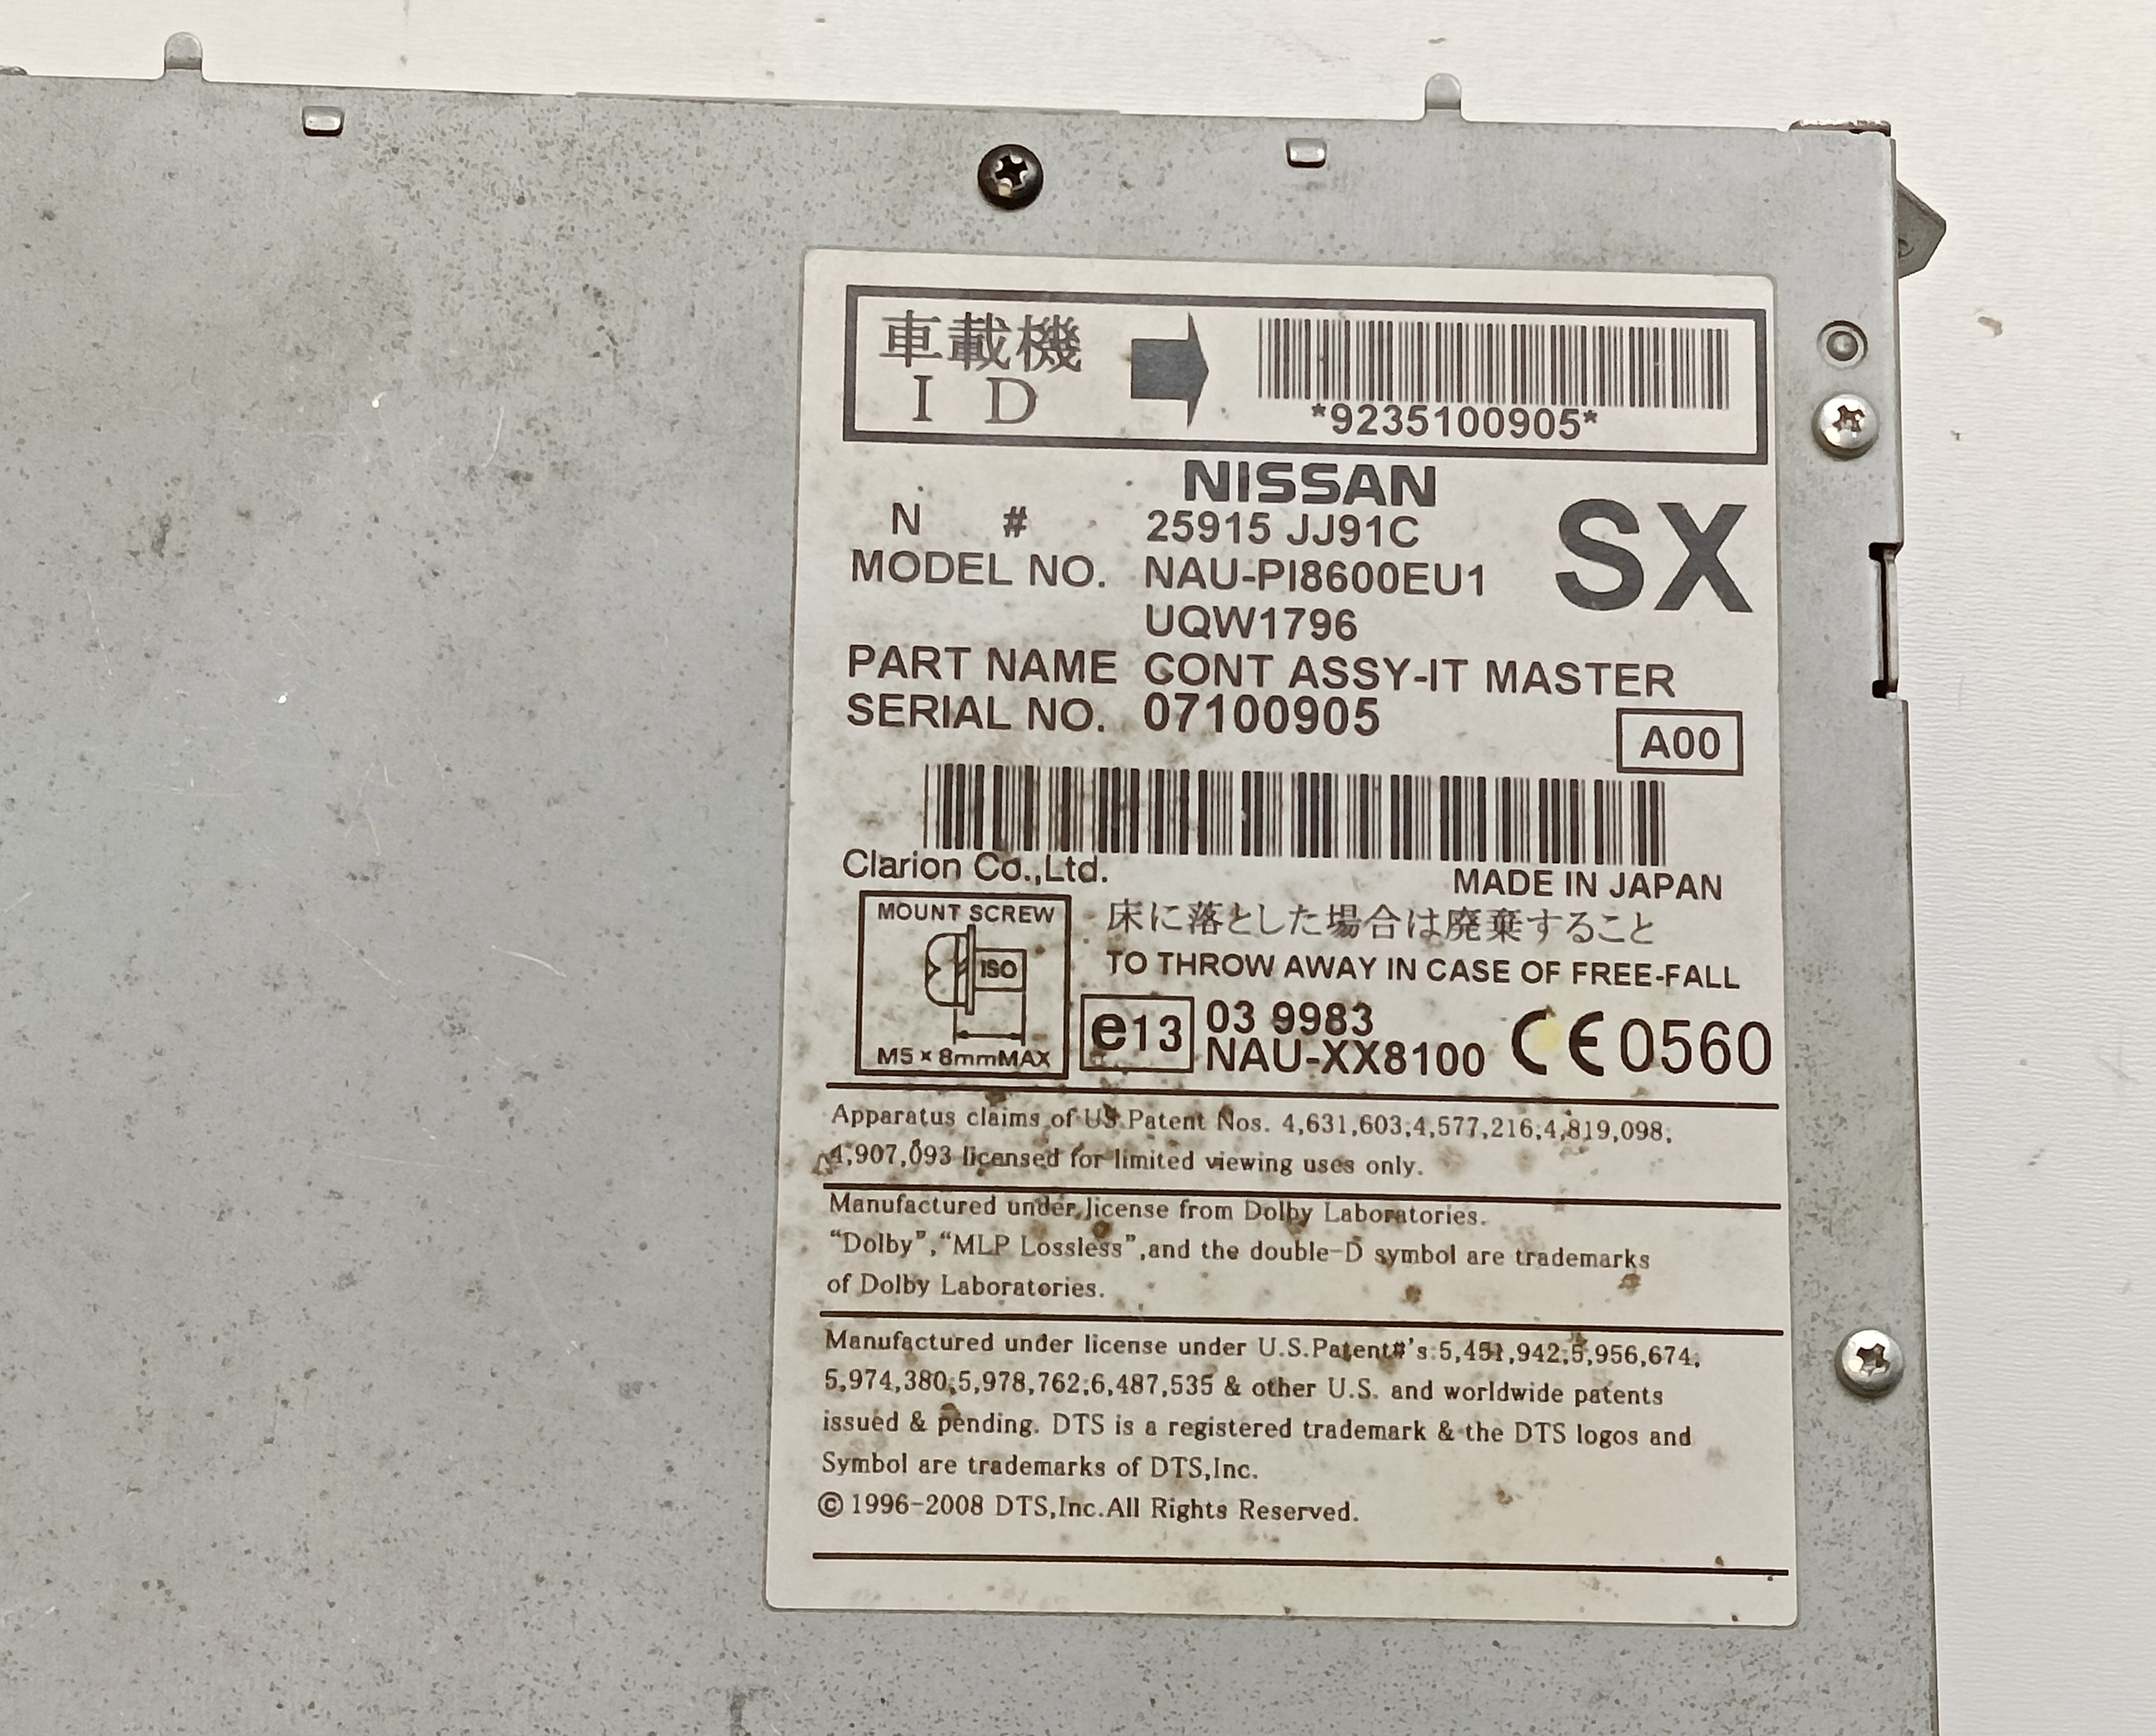 車載機
I D
*9235100905*
NISSAN
N # 25915 JJ91C
SX
MODEL NO. NAU-PI8600EU1
UQW1796
PART NAME CONT ASSY-IT MASTER
SERIAL NO. 07100905
A00
Clarion Co.,Ltd.
MADE IN JAPAN
MOUNT SCREW
ISO
M5 × 8mmMAX
床に落とした場合は廃棄すること
TO THROW AWAY IN CASE OF FREE-FALL
e13
03 9983
NAU-XX8100
CE0560
Apparatus claims of US Patent Nos. 4,631,603;4,577,216;4,819,098;
4,907,093 licensed for limited viewing uses only.
Manufactured under license from Dolby Laboratories.
“Dolby”,“MLP Lossless”,and the double-D symbol are trademarks
of Dolby Laboratories.
Manufactured under license under U.S.Patent#'s:5,451,942;5,956,674;
5,974,380;5,978,762;6,487,535 & other U.S. and worldwide patents
issued & pending. DTS is a registered trademark & the DTS logos and
Symbol are trademarks of DTS,Inc.
© 1996-2008 DTS,Inc.All Rights Reserved.